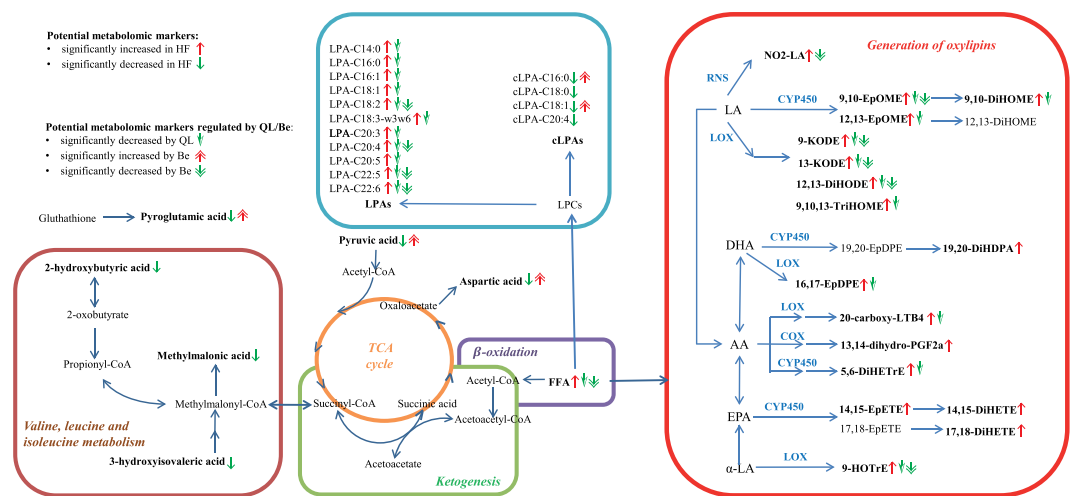 Potential metabolomic markers:
• significantly increased in HF
• significantly decreased in HF
Potential metabolomic markers regulated by QL/Be:
• significantly decreased by QL
• significantly increased by Be
• significantly decreased by Be
Gluthathione
Pyroglutamic acid
LPA-C14:0
LPA-C16:0
LPA-C16:1
LPA-C18:1
LPA-C18:2
LPA-C18:3-w3w6
LPA-C20:3
LPA-C20:4
LPA-C20:5
LPA-C22:5
LPA-C22:6
LPAs
cLPA-C16:0
cLPA-C18:0
cLPA-C18:1
cLPA-C20:4
cLPAs
LPCs
Generation of oxylipins
NO2-LA
RNS
LA
CYP450
9,10-EpOME
9,10-DiHOME
12,13-EpOME
12,13-DiHOME
LOX
9-KODE
13-KODE
12,13-DiHODE
9,10,13-TriHOME
DHA
CYP450
19,20-EpDPE
19,20-DiHDPA
LOX
16,17-EpDPE
LOX
20-carboxy-LTB4
AA
COX
13,14-dihydro-PGF2a
CYP450
5,6-DiHETrE
EPA
CYP450
14,15-EpETE
14,15-DiHETE
17,18-EpETE
17,18-DiHETE
α-LA
LOX
9-HOTrE
Pyruvic acid
Acetyl-CoA
Oxaloacetate
Aspartic acid
TCA
cycle
β-oxidation
Acetyl-CoA
FFA
Succinyl-CoA
Succinic acid
Acetoacetyl-CoA
Acetoacetate
Ketogenesis
2-hydroxybutyric acid
2-oxobutyrate
Propionyl-CoA
Methylmalonic acid
Methylmalonyl-CoA
Valine, leucine and
isoleucine metabolism
3-hydroxyisovaleric acid